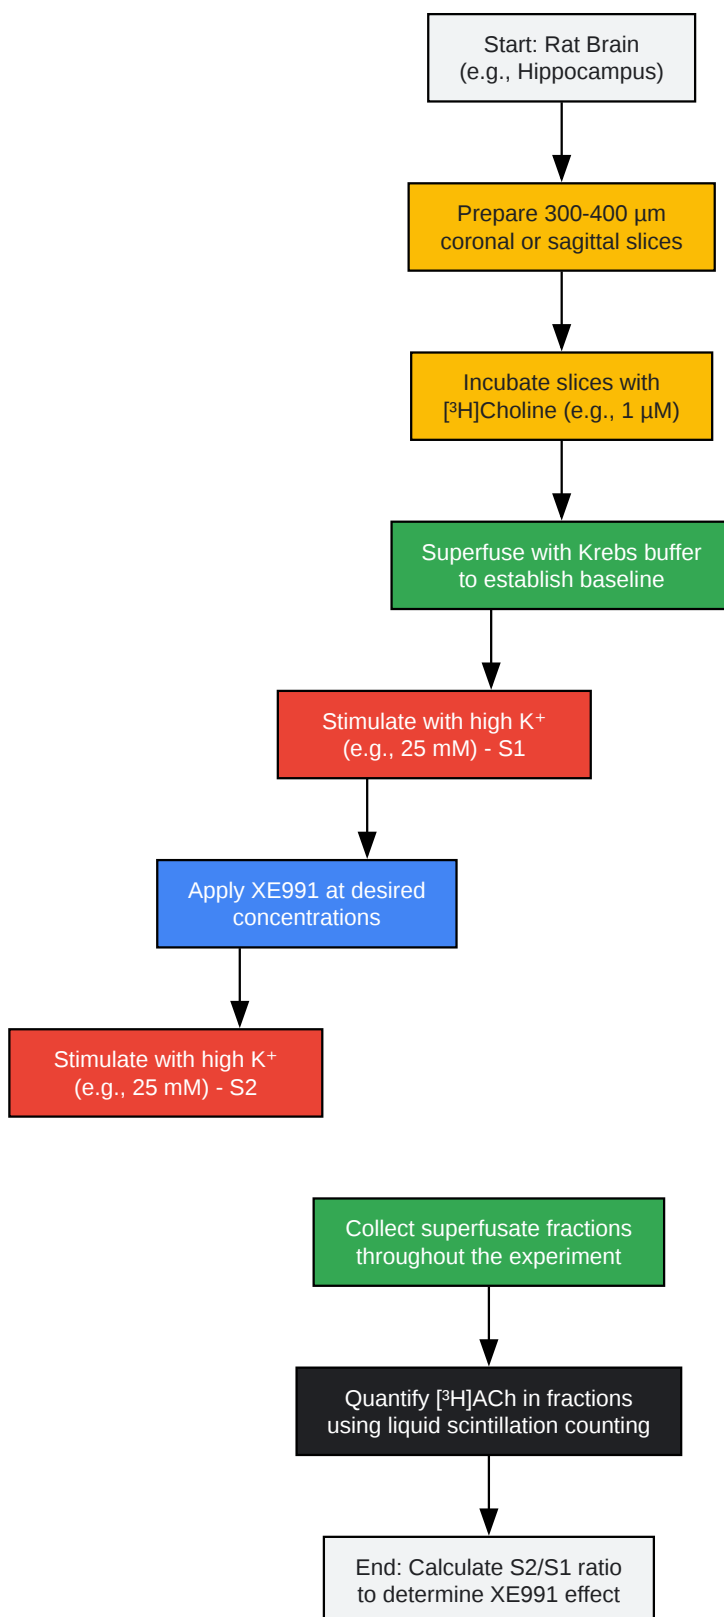 Start: Rat Brain
(e.g., Hippocampus)
Prepare 300-400 µm
coronal or sagittal slices
Incubate slices with
[³H]Choline (e.g., 1 µM)
Superfuse with Krebs buffer
to establish baseline
Stimulate with high K⁺
(e.g., 25 mM) - S1
Apply XE991 at desired
concentrations
Stimulate with high K⁺
(e.g., 25 mM) - S2
Collect superfusate fractions
throughout the experiment
Quantify [³H]ACh in fractions
using liquid scintillation counting
End: Calculate S2/S1 ratio
to determine XE991 effect